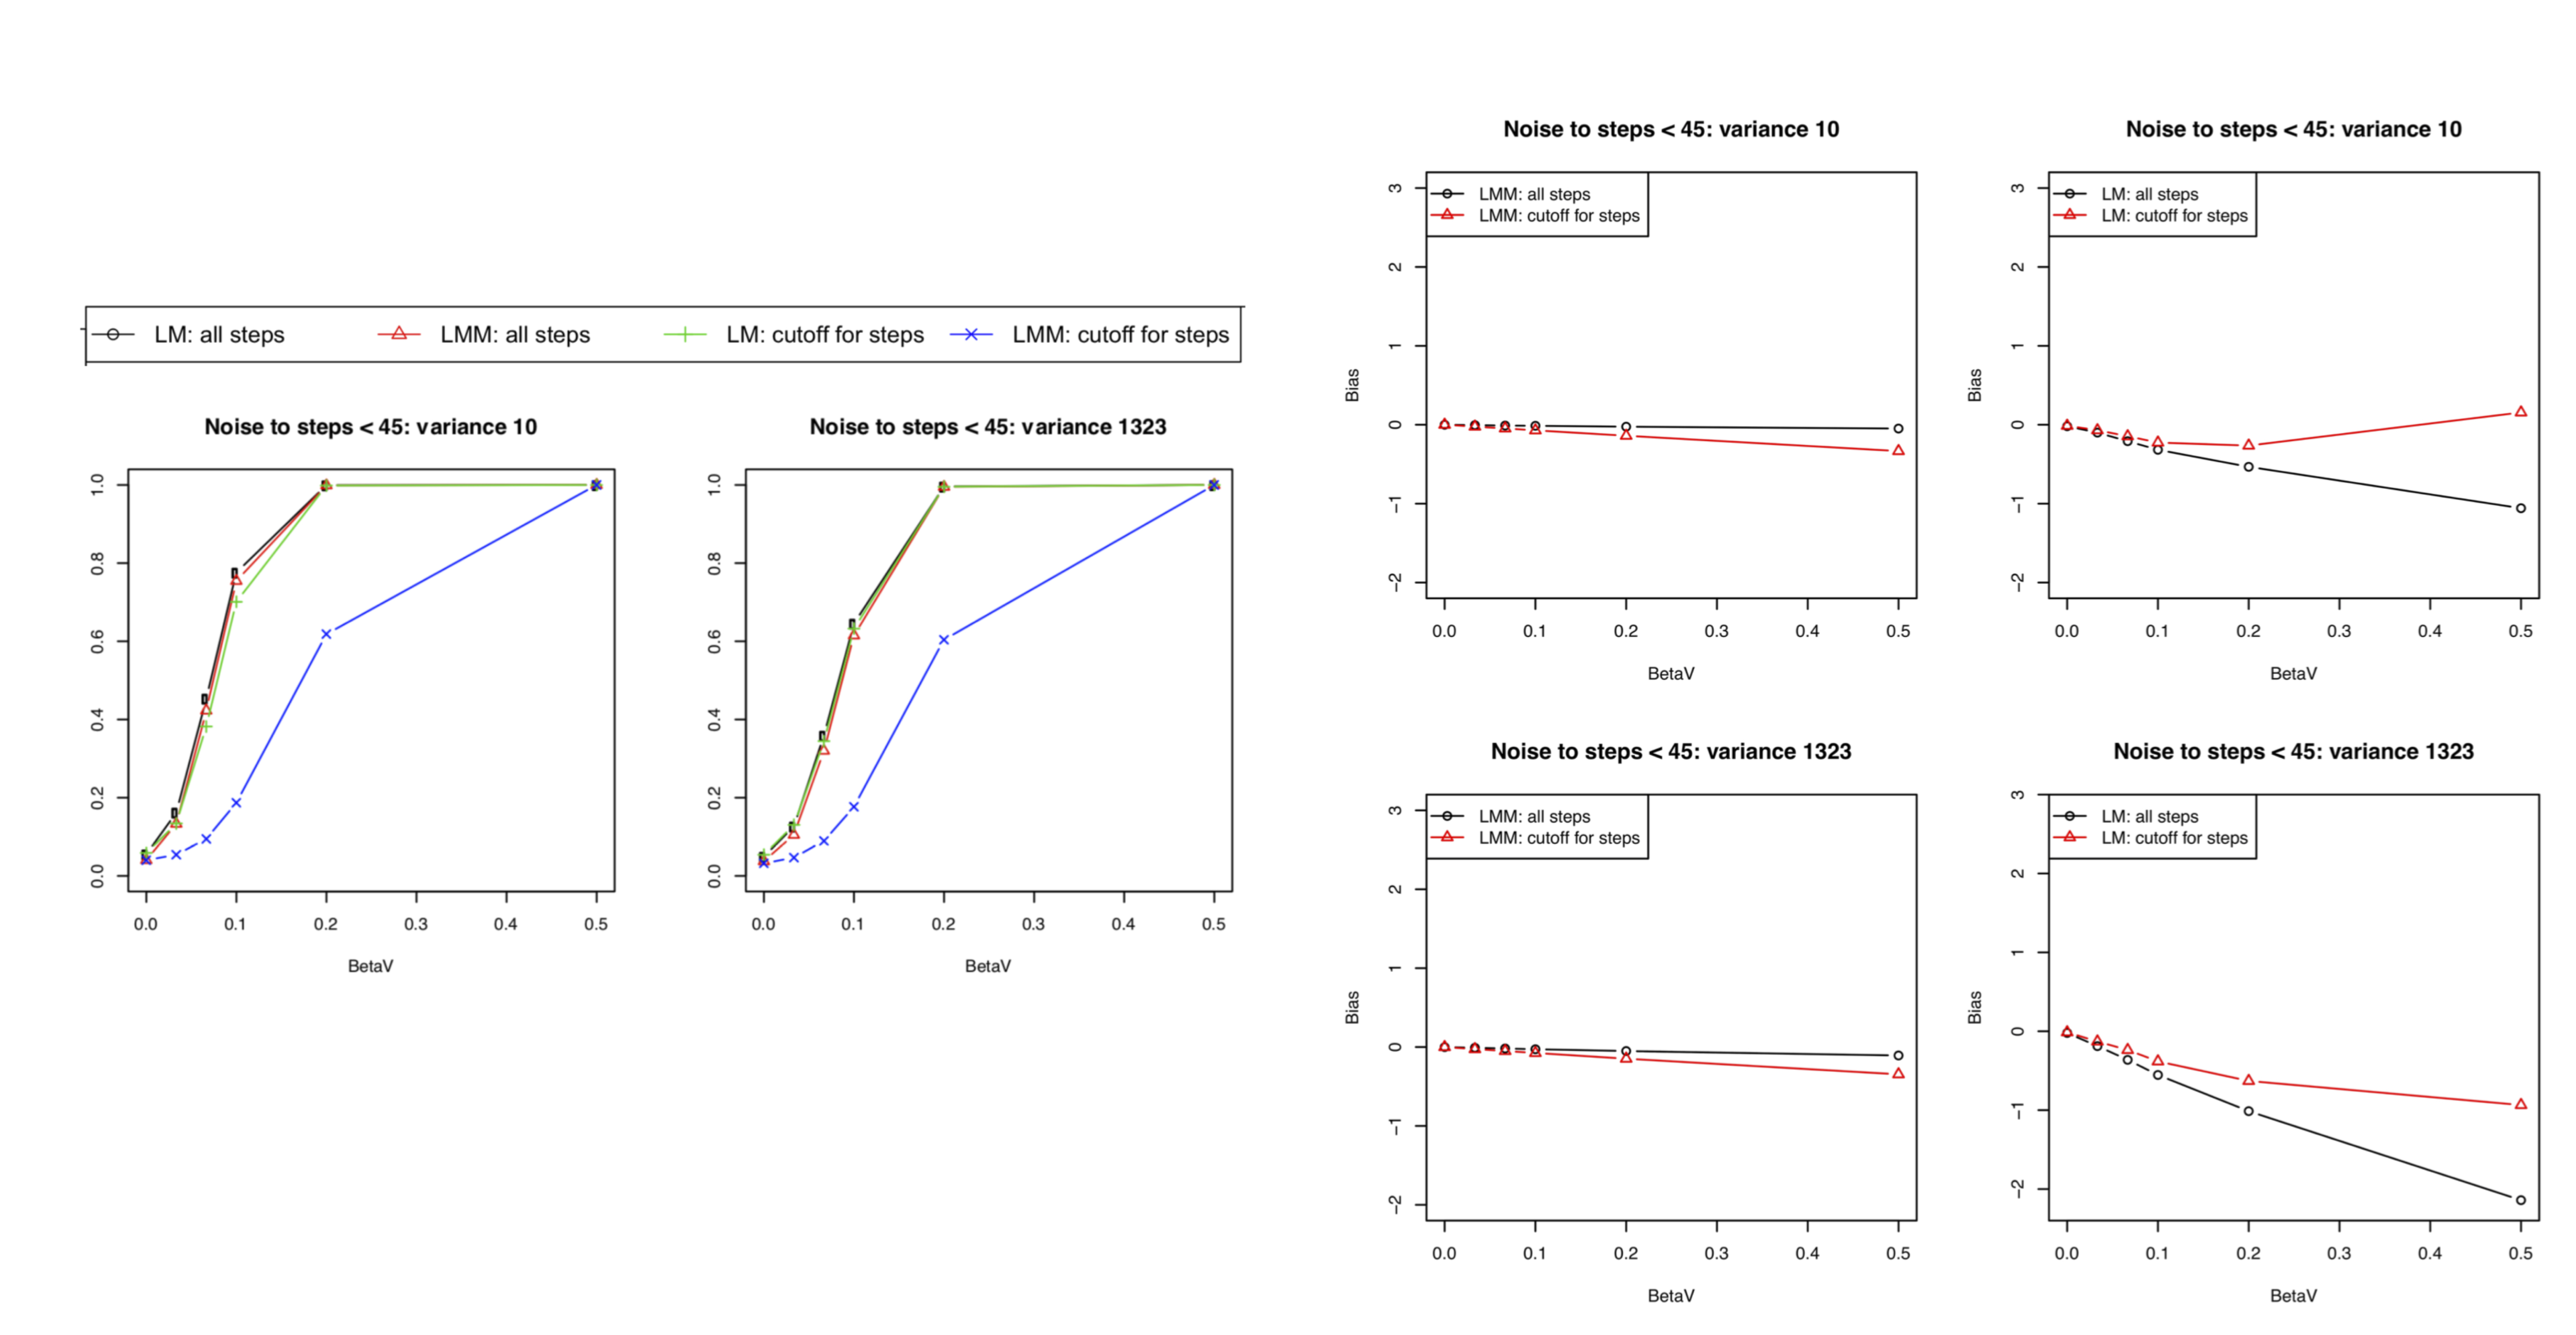 LM: all steps LMM: all steps LM: cutoff for steps LMM: cutoff for steps
Noise to steps < 45: variance 10
1.0
0.8
0.6
0.4
0.2
0.0
0.0 0.1 0.2 0.3 0.4 0.5
BetaV
Noise to steps < 45: variance 1323
1.0
0.8
0.6
0.4
0.2
0.0
0.0 0.1 0.2 0.3 0.4 0.5
BetaV
Noise to steps < 45: variance 10
LMM: all steps
LMM: cutoff for steps
3
2
1
0
−1
−2
Bias
0.0 0.1 0.2 0.3 0.4 0.5
BetaV
Noise to steps < 45: variance 10
LM: all steps
LM: cutoff for steps
3
2
1
0
−1
−2
Bias
0.0 0.1 0.2 0.3 0.4 0.5
BetaV
Noise to steps < 45: variance 1323
LMM: all steps
LMM: cutoff for steps
3
2
1
0
−1
−2
Bias
0.0 0.1 0.2 0.3 0.4 0.5
BetaV
Noise to steps < 45: variance 1323
LM: all steps
LM: cutoff for steps
3
2
1
0
−1
−2
Bias
0.0 0.1 0.2 0.3 0.4 0.5
BetaV